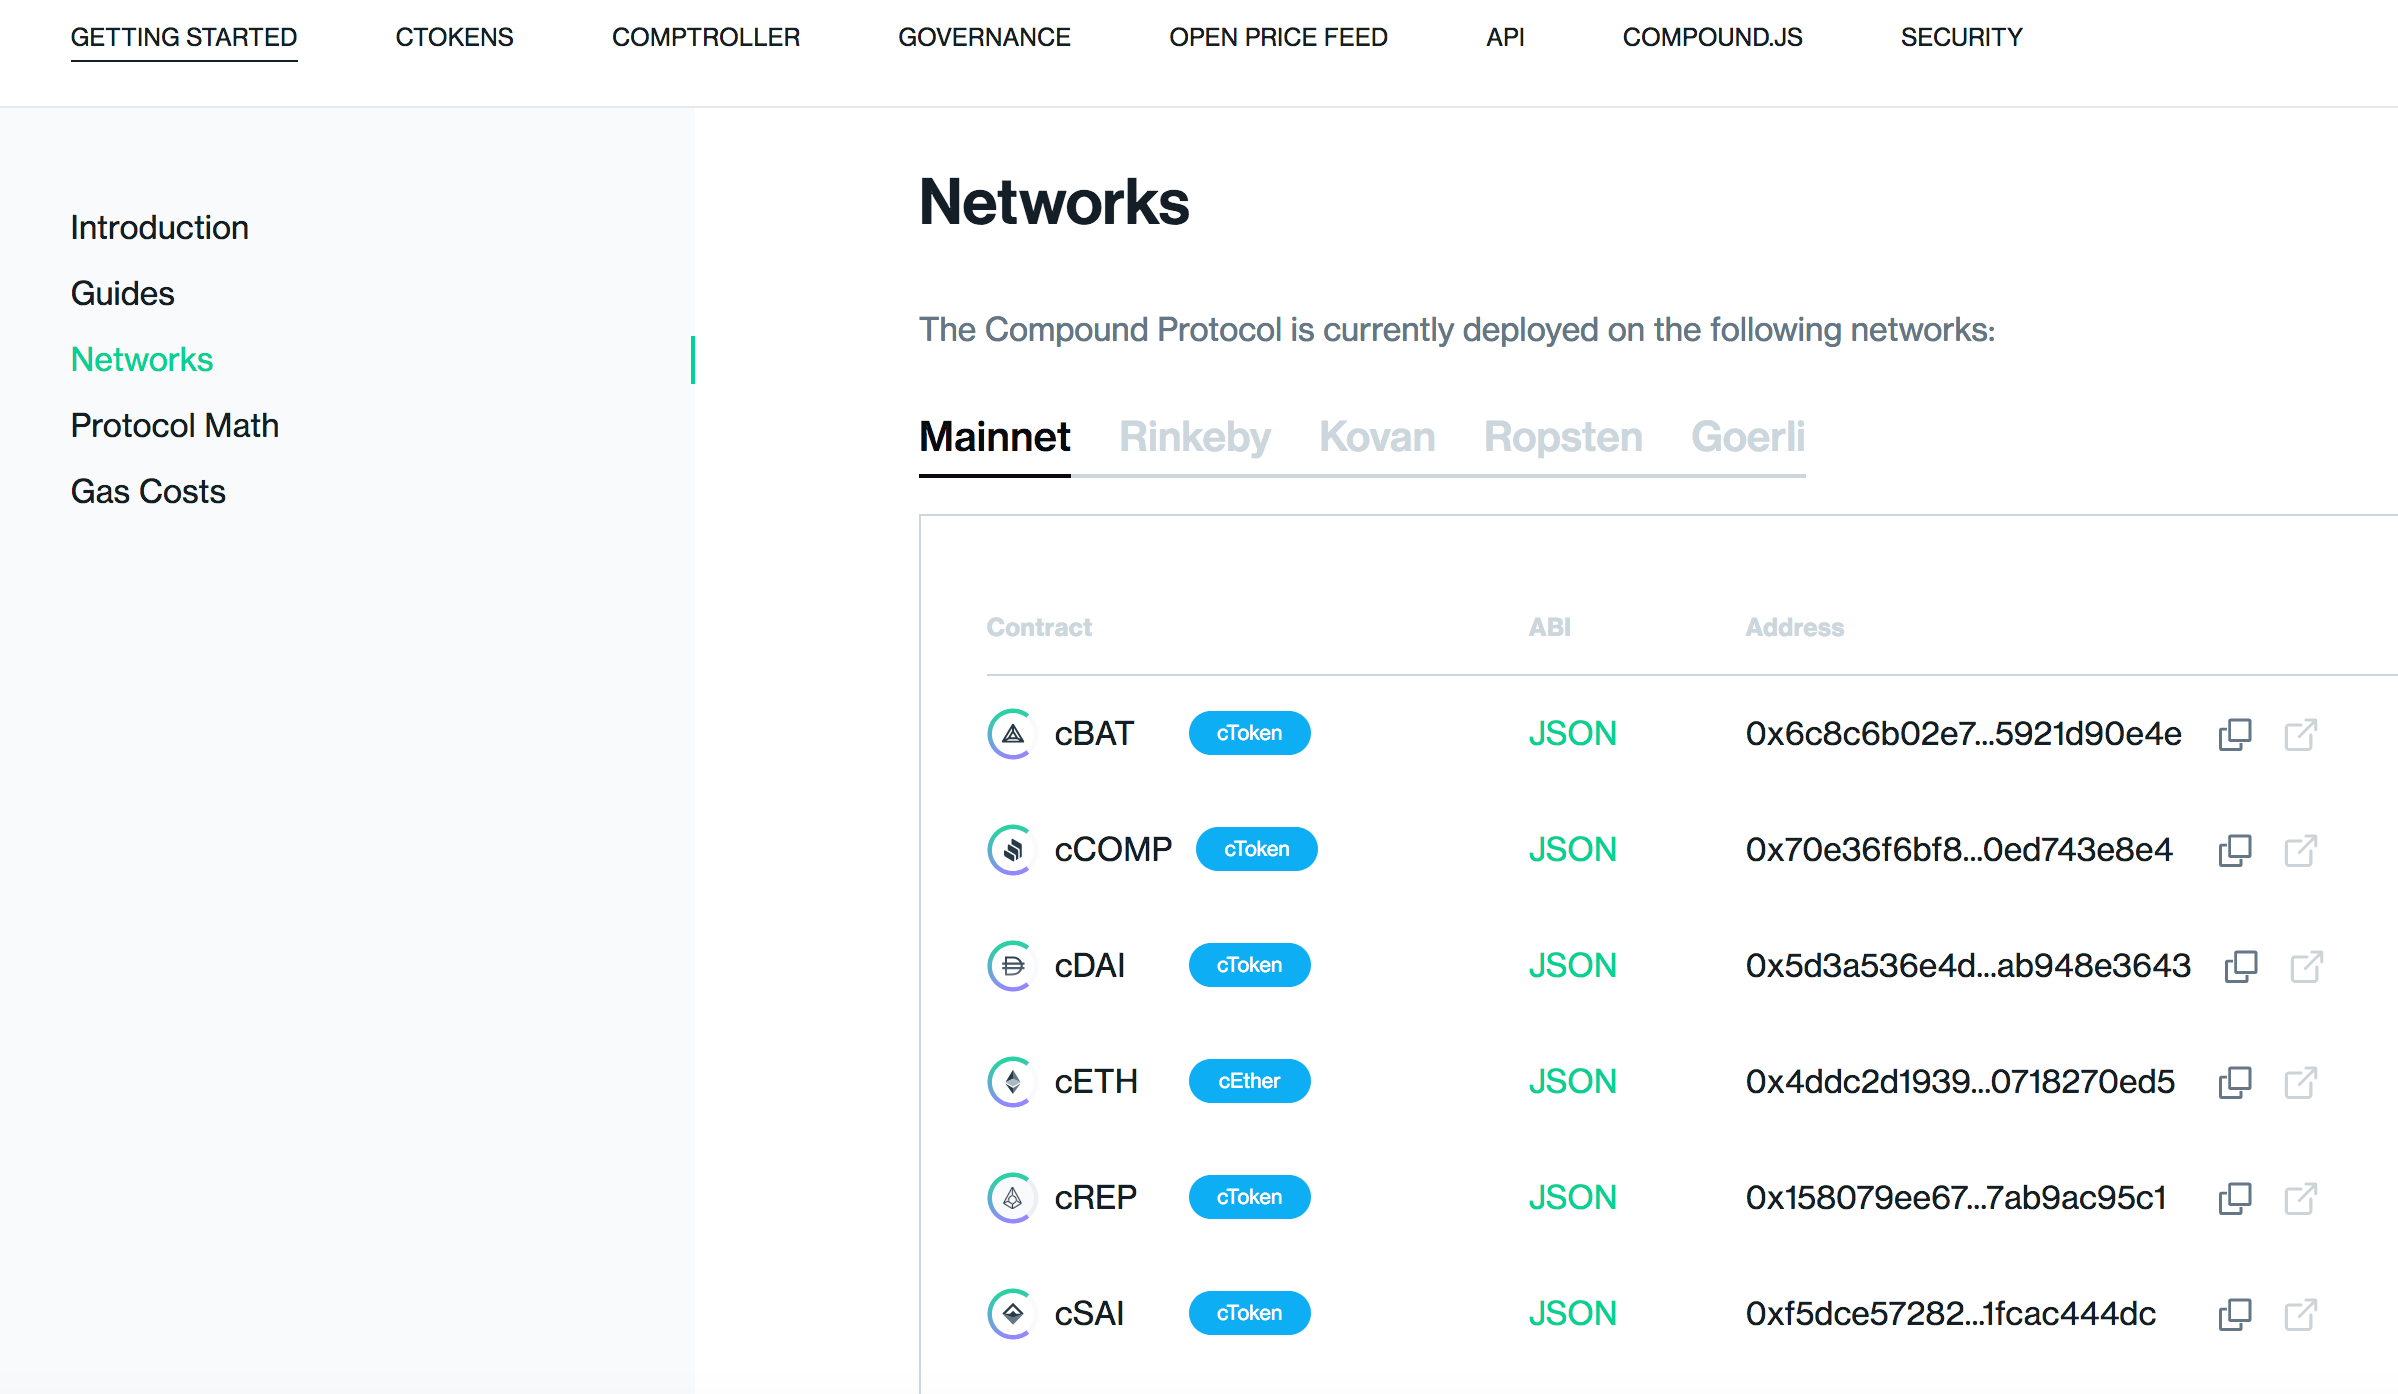 GETTING STARTED CTOKENS COMPTROLLER GOVERNANCE OPEN PRICE FEED API COMPOUND.JS SECURITY
Introduction
Guides
Networks
Protocol Math
Gas Costs
Networks
The Compound Protocol is currently deployed on the following networks:
Mainnet Rinkeby Kovan Ropsten Goerli
Contract ABI Address
cBAT cToken JSON 0x6c8c6b02e7...5921d90e4e
cCOMP cToken JSON 0x70e36f6bf8...0ed743e8e4
cDAI cToken JSON 0x5d3a536e4d...ab948e3643
cETH cEther JSON 0x4ddc2d1939...0718270ed5
cREP cToken JSON 0x158079ee67...7ab9ac95c1
cSAI cToken JSON 0xf5dce57282...1fcac444dc